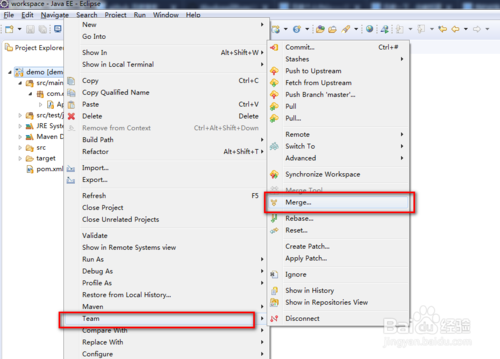 workspace - Java EE - Eclipse
File Edit Navigate Search Project Run Window Help
Project Explorer
demo [dem
src/main
com.x
Ap
src/test/j
JRE Syste
Maven D
src
target
pom.xml
New
Go Into
Show In Alt+Shift+W
Show in Local Terminal
Copy Ctrl+C
Copy Qualified Name
Paste Ctrl+V
Delete Delete
Remove from Context Ctrl+Alt+Shift+Down
Build Path
Refactor Alt+Shift+T
Import...
Export...
Refresh F5
Close Project
Close Unrelated Projects
Validate
Show in Remote Systems view
Run As
Debug As
Profile As
Restore from Local History...
Maven
Team
Compare With
Replace With
Configure
Commit... Ctrl+#
Stashes
Push to Upstream
Fetch from Upstream
Push Branch 'master'...
Pull
Pull...
Remote
Switch To
Advanced
Synchronize Workspace
Merge Tool
Merge...
Rebase...
Reset...
Create Patch...
Apply Patch...
Ignore
Show in History
Show in Repositories View
Disconnect
Baidu 经验
jingyan.baidu.com